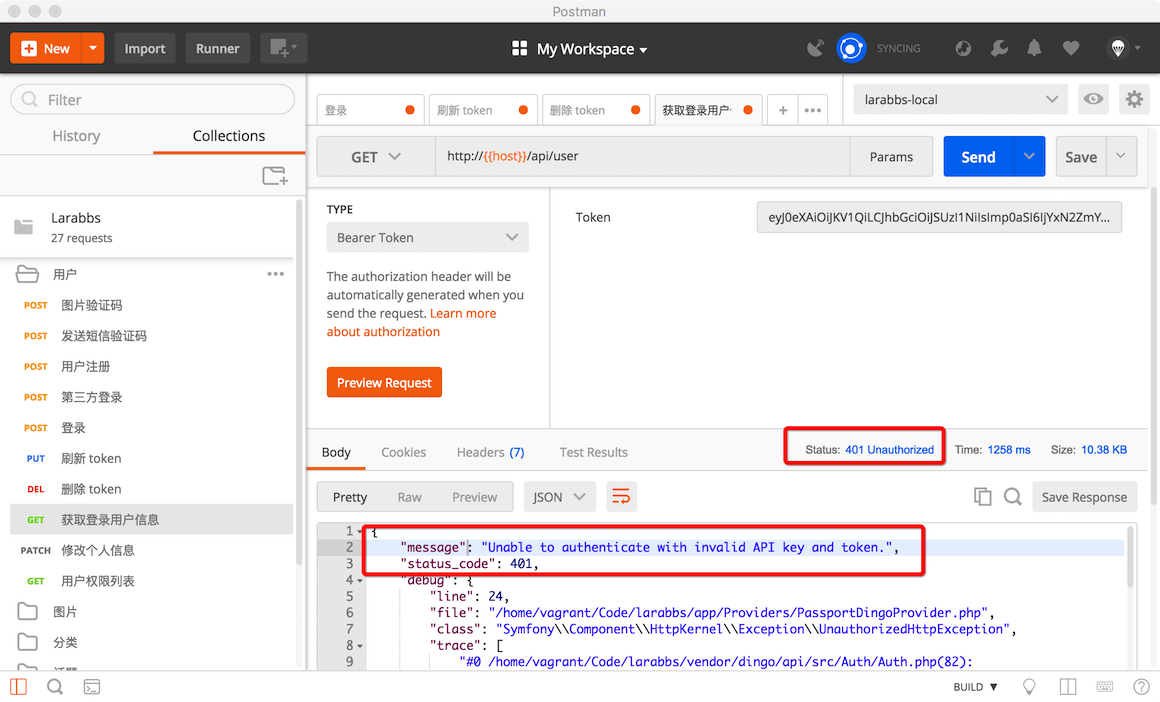 Postman
New
Import
Runner
My Workspace
SYNCING
Filter
History
Collections
Larabbs
27 requests
用户
POST 图片验证码
POST 发送短信验证码
POST 用户注册
POST 第三方登录
POST 登录
PUT 刷新 token
DEL 删除 token
GET 获取登录用户信息
PATCH 修改个人信息
GET 用户权限列表
图片
分类
登录
刷新 token
删除 token
获取登录用户
larabbs-local
GET
http://{{host}}/api/user
Params
Send
Save
TYPE
Bearer Token
The authorization header will be
automatically generated when you
send the request. Learn more
about authorization
Preview Request
Token
eyJ0eXAiOiJKV1QiLCJhbGciOiJSUzI1NiIsImp0aSI6IjYxN2ZmY...
Body
Cookies
Headers (7)
Test Results
Status: 401 Unauthorized
Time: 1258 ms
Size: 10.38 KB
Pretty
Raw
Preview
JSON
Save Response
1 {
2 "message": "Unable to authenticate with invalid API key and token.",
3 "status_code": 401,
4 "debug": {
5 "line": 24,
6 "file": "/home/vagrant/Code/larabbs/app/Providers/PassportDingoProvider.php",
7 "class": "Symfony\\Component\\HttpKernel\\Exception\\UnauthorizedHttpException",
8 "trace": [
9 "#0 /home/vagrant/Code/larabbs/vendor/dingo/api/src/Auth/Auth.php(82):
BUILD